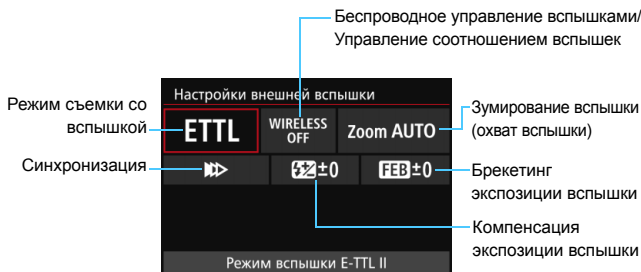 Беспроводное управление вспышками/
Управление соотношением вспышек
Режим съемки со
вспышкой
Синхронизация
Настройки внешней вспышки
ETTL
WIRELESS
OFF
Zoom AUTO
±0
FEB±0
Режим вспышки E-TTL II
Зумирование вспышки
(охват вспышки)
Брекетинг
экспозиции вспышки
Компенсация
экспозиции вспышки